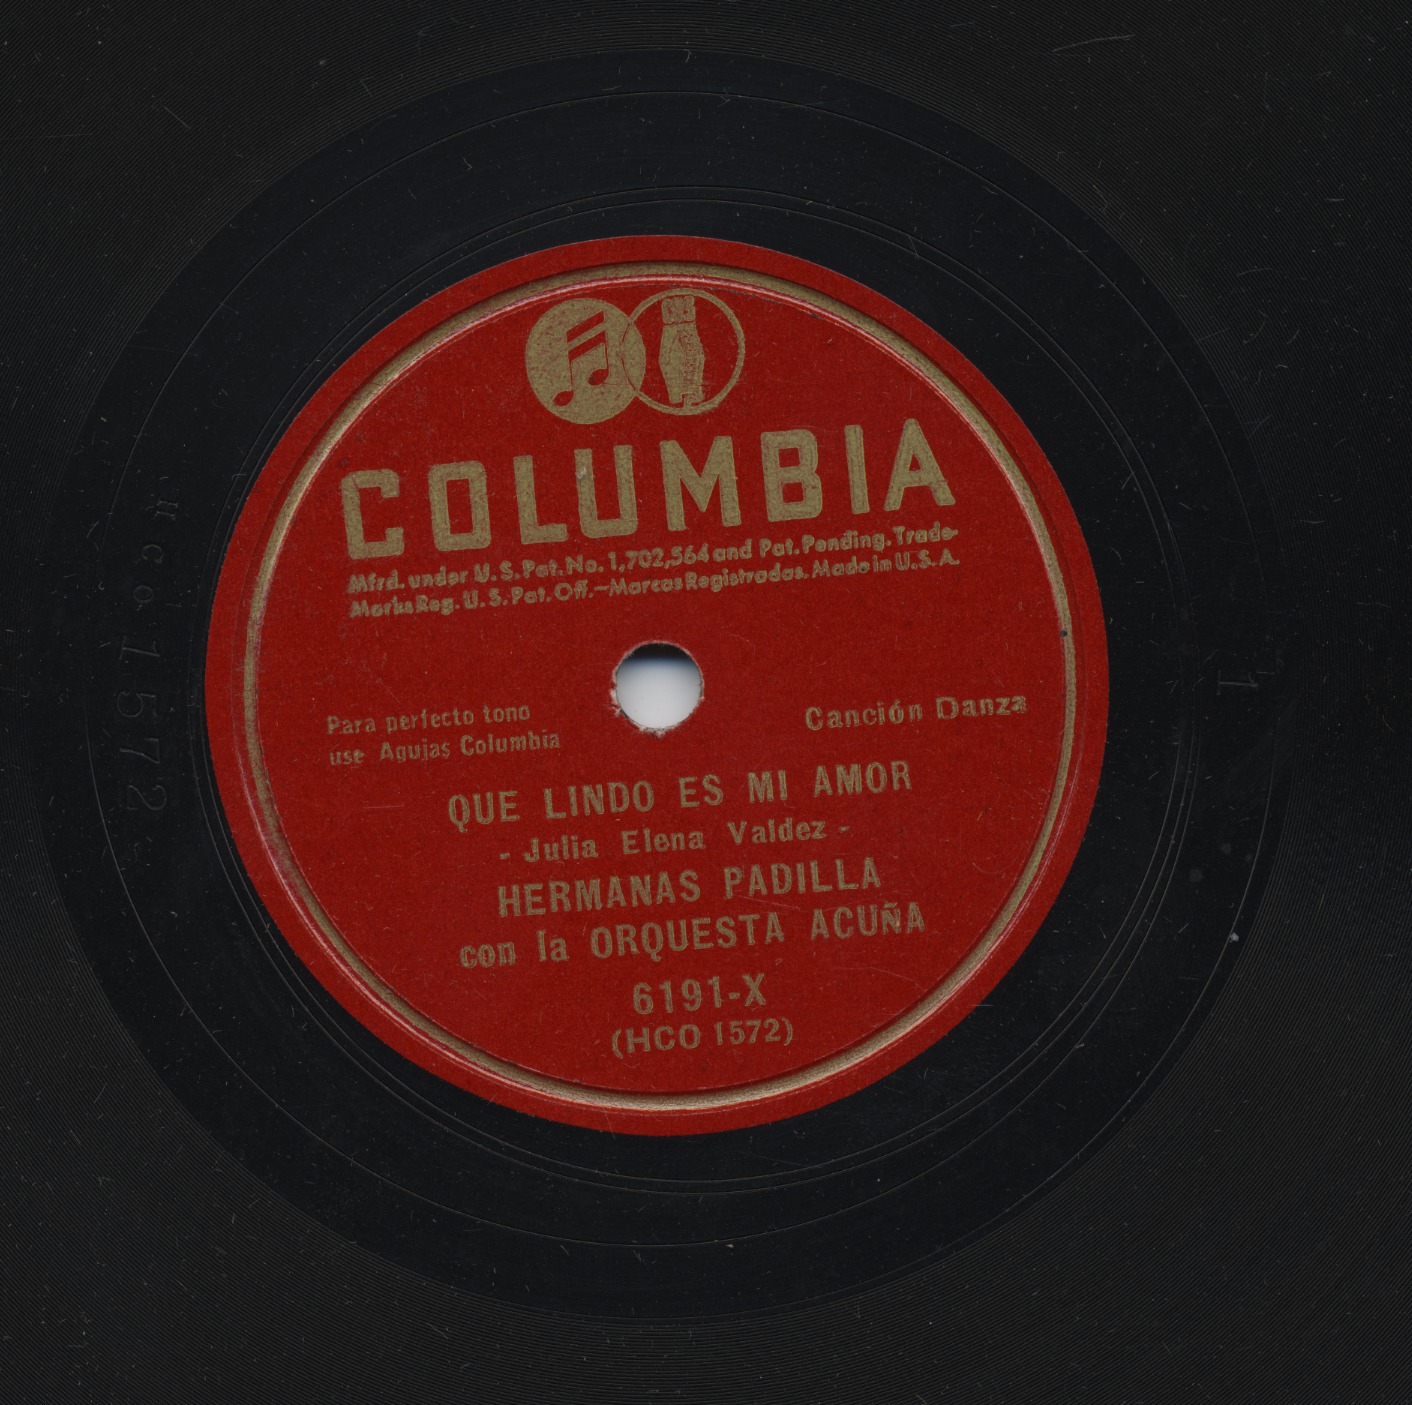 COLUMBIA
Mfrd. under U. S. Pat. No. 1,702,564 and Pat. Pending. Trade-
Marks Reg. U. S. Pat. Off.—Marcas Registradas. Made in U. S. A.
Para perfecto tono
use Agujas Columbia
Canción Danza
QUE LINDO ES MI AMOR
- Julia Elena Valdez -
HERMANAS PADILLA
con la ORQUESTA ACUÑA
6191-X
(HCO 1572)
HCO 1572
1